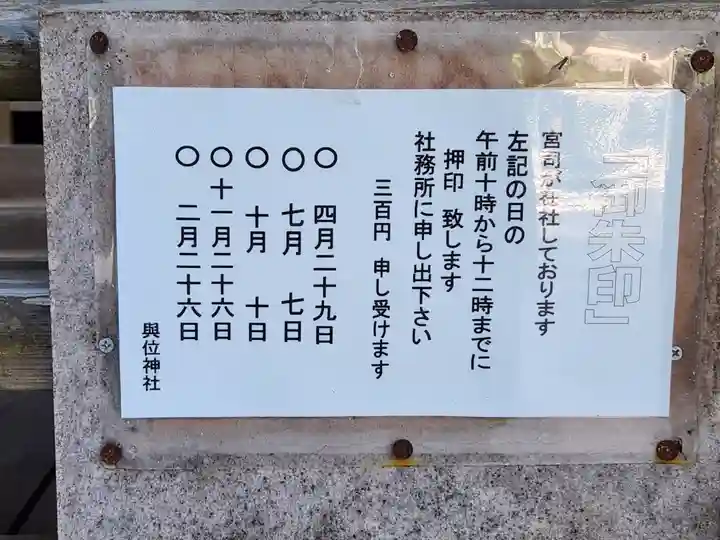 「御朱印」
宮司が社社しております
左記の日の
午前十時から十二時までに
押印 致します
社務所に申し出下さい
三百円 申し受けます
〇 四月二十九日
〇 七月 七日
〇 十月 十日
〇十一月二十六日
〇 二月二十六日
與位神社